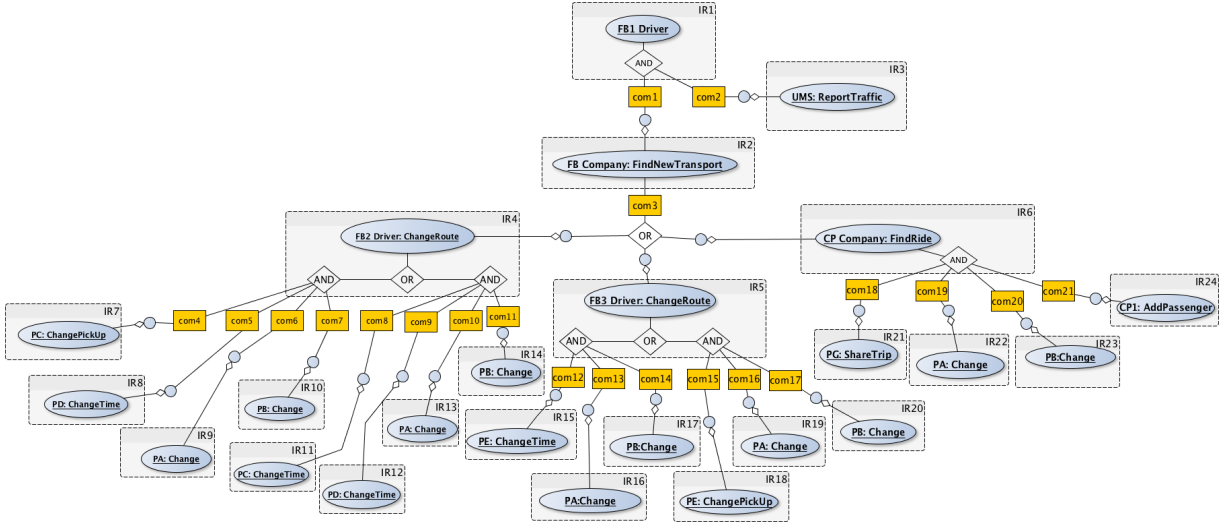 IR1
FB1 Driver
AND
IR3
com1
com2
UMS: ReportTraffic
IR2
FB Company: FindNewTransport
com3
IR4
FB2 Driver: ChangeRoute
OR
IR6
CP Company: FindRide
AND
AND
OR
AND
IR5
FB3 Driver: ChangeRoute
com18
com19
com20
com21
IR24
CP1: AddPassenger
IR7
PC: ChangePickUp
com4
com5
com6
com7
com8
com9
com10
com11
AND
OR
AND
IR21
PG: ShareTrip
IR22
PA: Change
IR23
PB:Change
IR14
PB: Change
com12
com13
com14
com15
com16
com17
IR8
PD: ChangeTime
IR10
PB: Change
IR13
PA: Change
IR15
PE: ChangeTime
IR17
PB:Change
IR19
PA: Change
IR20
PB: Change
IR9
PA: Change
IR11
PC: ChangeTime
IR12
PD: ChangeTime
IR16
PA:Change
IR18
PE: ChangePickUp